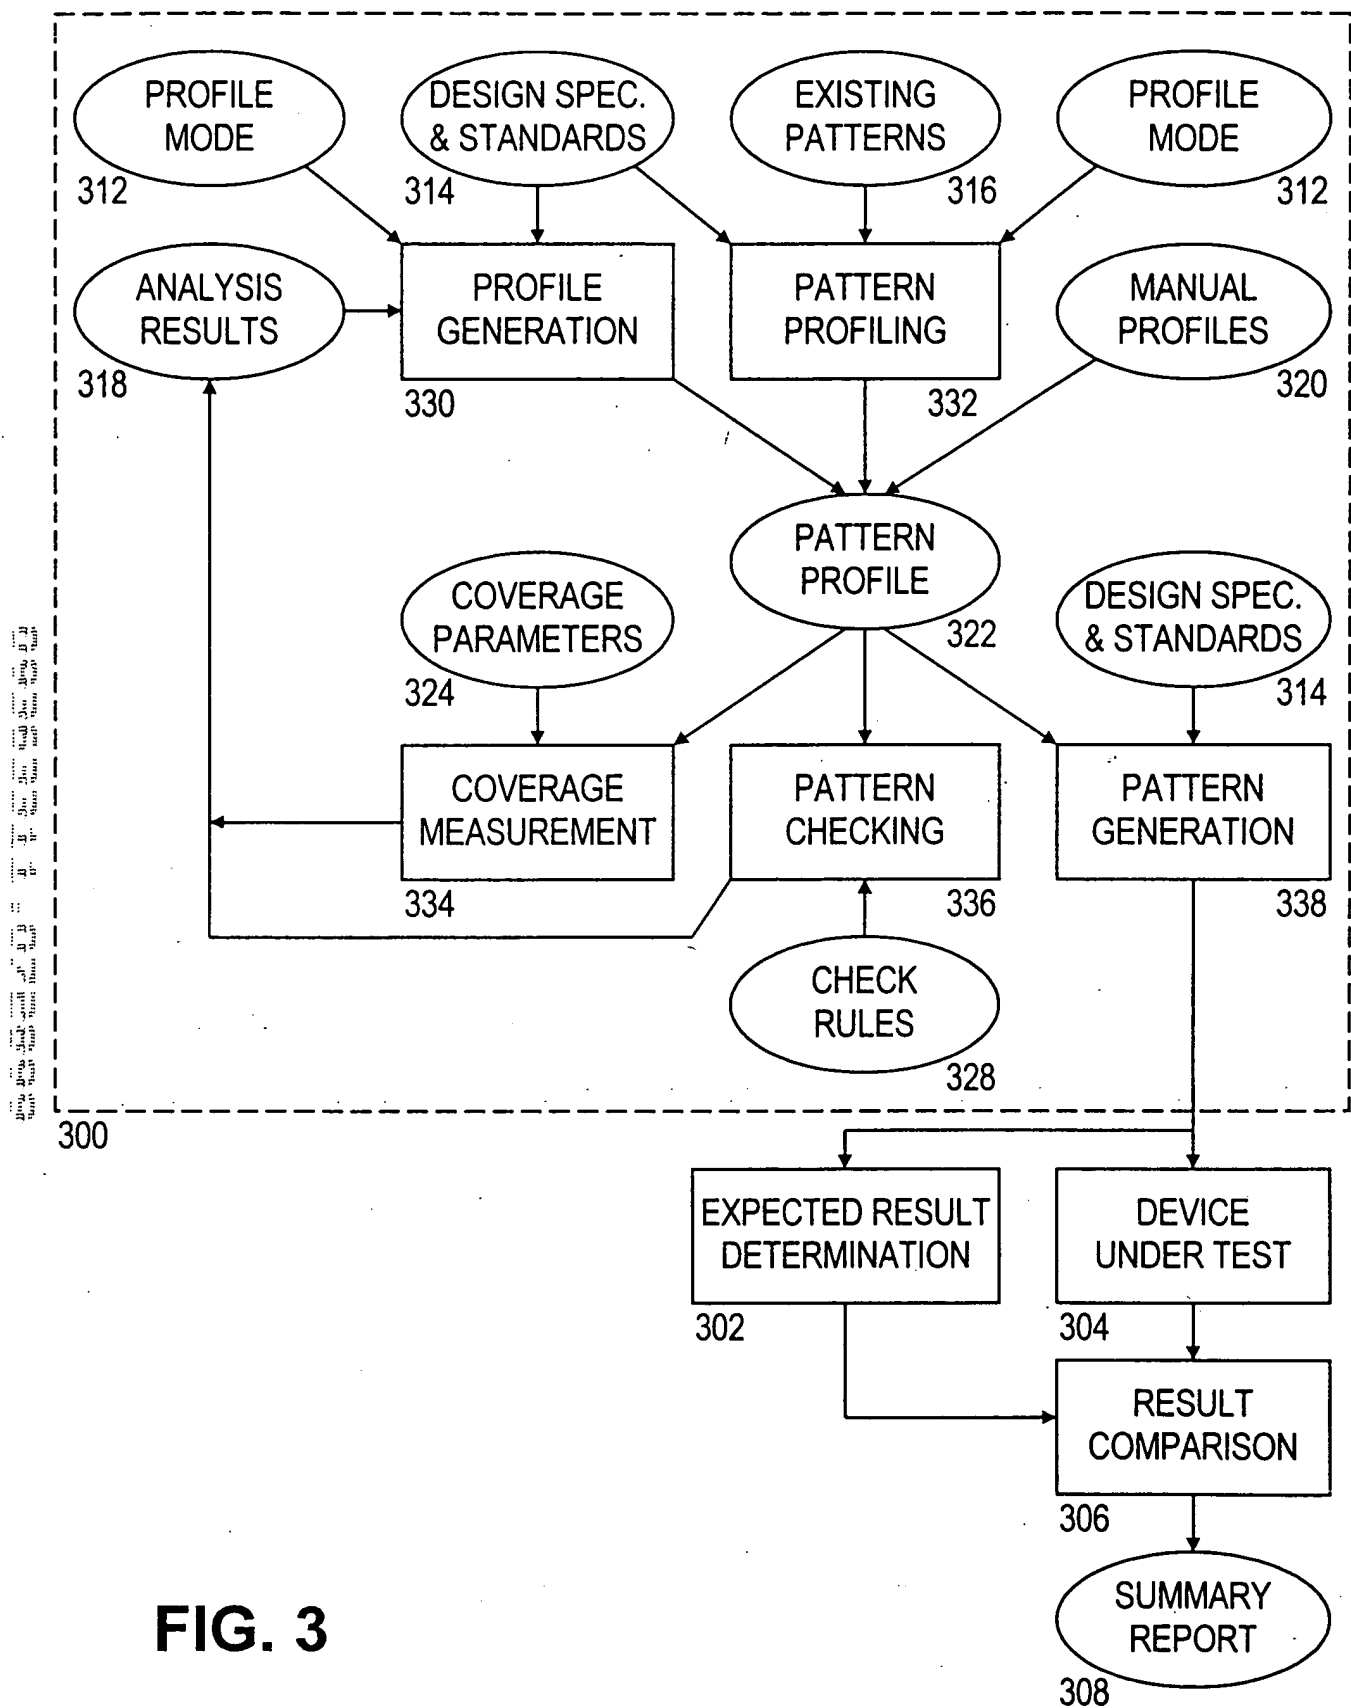 PROFILE
MODE
312
DESIGN SPEC.
& STANDARDS
314
EXISTING
PATTERNS
316
PROFILE
MODE
312
ANALYSIS
RESULTS
318
PROFILE
GENERATION
330
PATTERN
PROFILING
332
MANUAL
PROFILES
320
PATTERN
PROFILE
322
COVERAGE
PARAMETERS
324
DESIGN SPEC.
& STANDARDS
314
COVERAGE
MEASUREMENT
334
PATTERN
CHECKING
336
PATTERN
GENERATION
338
CHECK
RULES
328
300
EXPECTED RESULT
DETERMINATION
302
DEVICE
UNDER TEST
304
RESULT
COMPARISON
306
SUMMARY
REPORT
308
FIG. 3